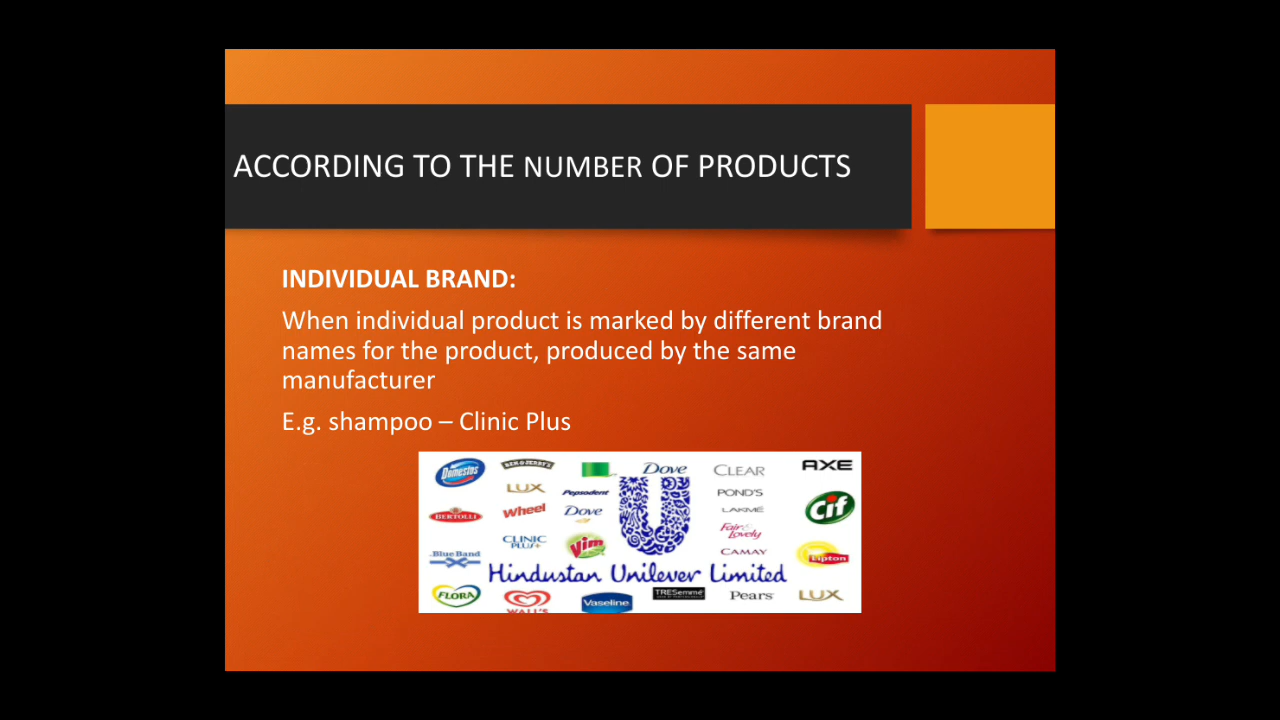 ACCORDING TO THE NUMBER OF PRODUCTS
INDIVIDUAL BRAND:
When individual product is marked by different brand
names for the product, produced by the same
manufacturer
E.g. shampoo – Clinic Plus
Domestos
BEN & JERRY'S
Dove
CLEAR
AXE
LUX
Pepsodent
POND'S
BERTOLLI
Wheel
Dove
LAKMÉ
Cif
Fair & Lovely
CLINIC
PLUS+
Vim
CAMAY
Lipton
Blue Band
Hindustan Unilever Limited
FLORA
WALL'S
Vaseline
TRESemmé
Pears
LUX